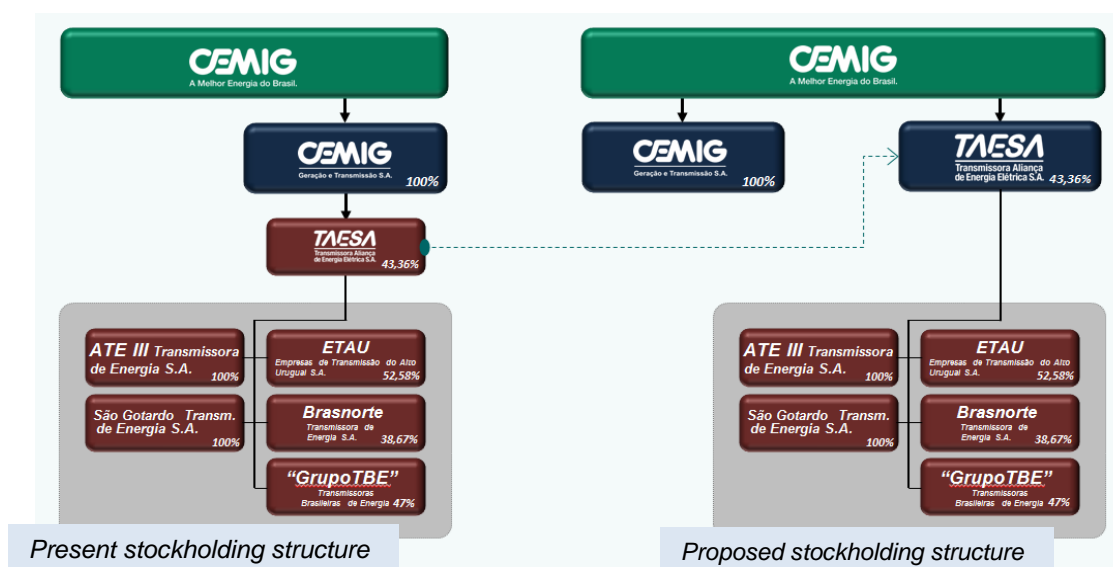 CEMIG
A Melhor Energia do Brasil.
CEMIG
Geração e Transmissão S.A.
100%
TAESA
Transmissora Aliança
de Energia Elétrica S.A.
43,36%
ATE III Transmissora
de Energia S.A.
100%
ETAU
Empresas de Transmissão do Alto
Urugual S.A.
52,58%
São Gotardo Transm.
de Energia S.A.
100%
Brasnorte
Transmissora de
Energia S.A.
38,67%
“GrupoTBE”
Transmissoras
Brasileiras de Energia 47%
Present stockholding structure
CEMIG
A Melhor Energia do Brasil.
CEMIG
Geração e Transmissão S.A.
100%
TAESA
Transmissora Aliança
de Energia Elétrica S.A. 43,36%
ATE III Transmissora
de Energia S.A.
100%
ETAU
Empresas de Transmissão do Alto
Urugual S.A.
52,58%
São Gotardo Transm.
de Energia S.A.
100%
Brasnorte
Transmissora de
Energia S.A.
38,67%
“GrupoTBE”
Transmissoras
Brasileiras de Energia 47%
Proposed stockholding structure